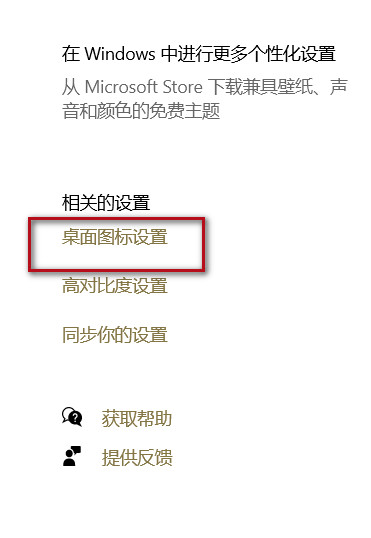 在 Windows 中进行更多个性化设置
从 Microsoft Store 下载兼具壁纸、声
音和颜色的免费主题
相关的设置
桌面图标设置
高对比度设置
同步你的设置
获取帮助
提供反馈